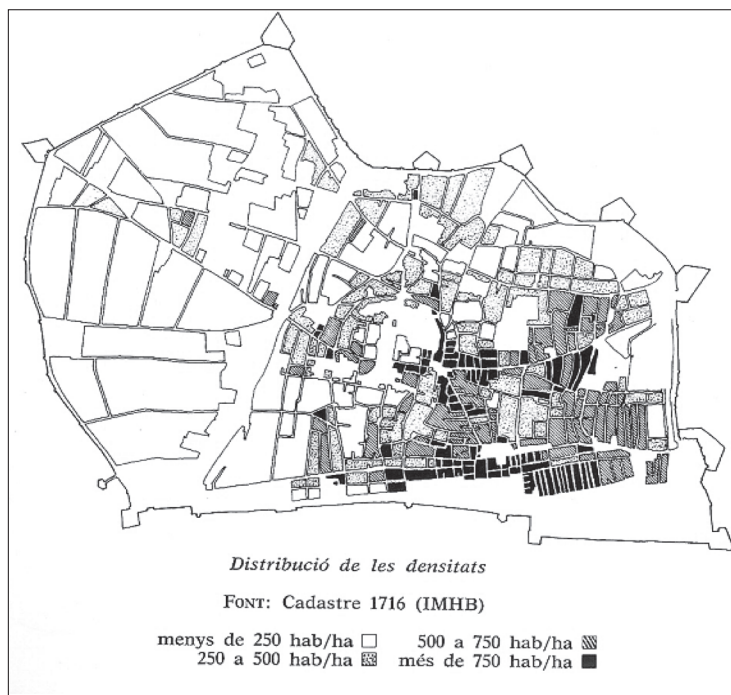 Distribució de les densitats
FONT: Cadastre 1716 (IMHB)
menys de 250 hab/ha
500 a 750 hab/ha
250 a 500 hab/ha
més de 750 hab/ha